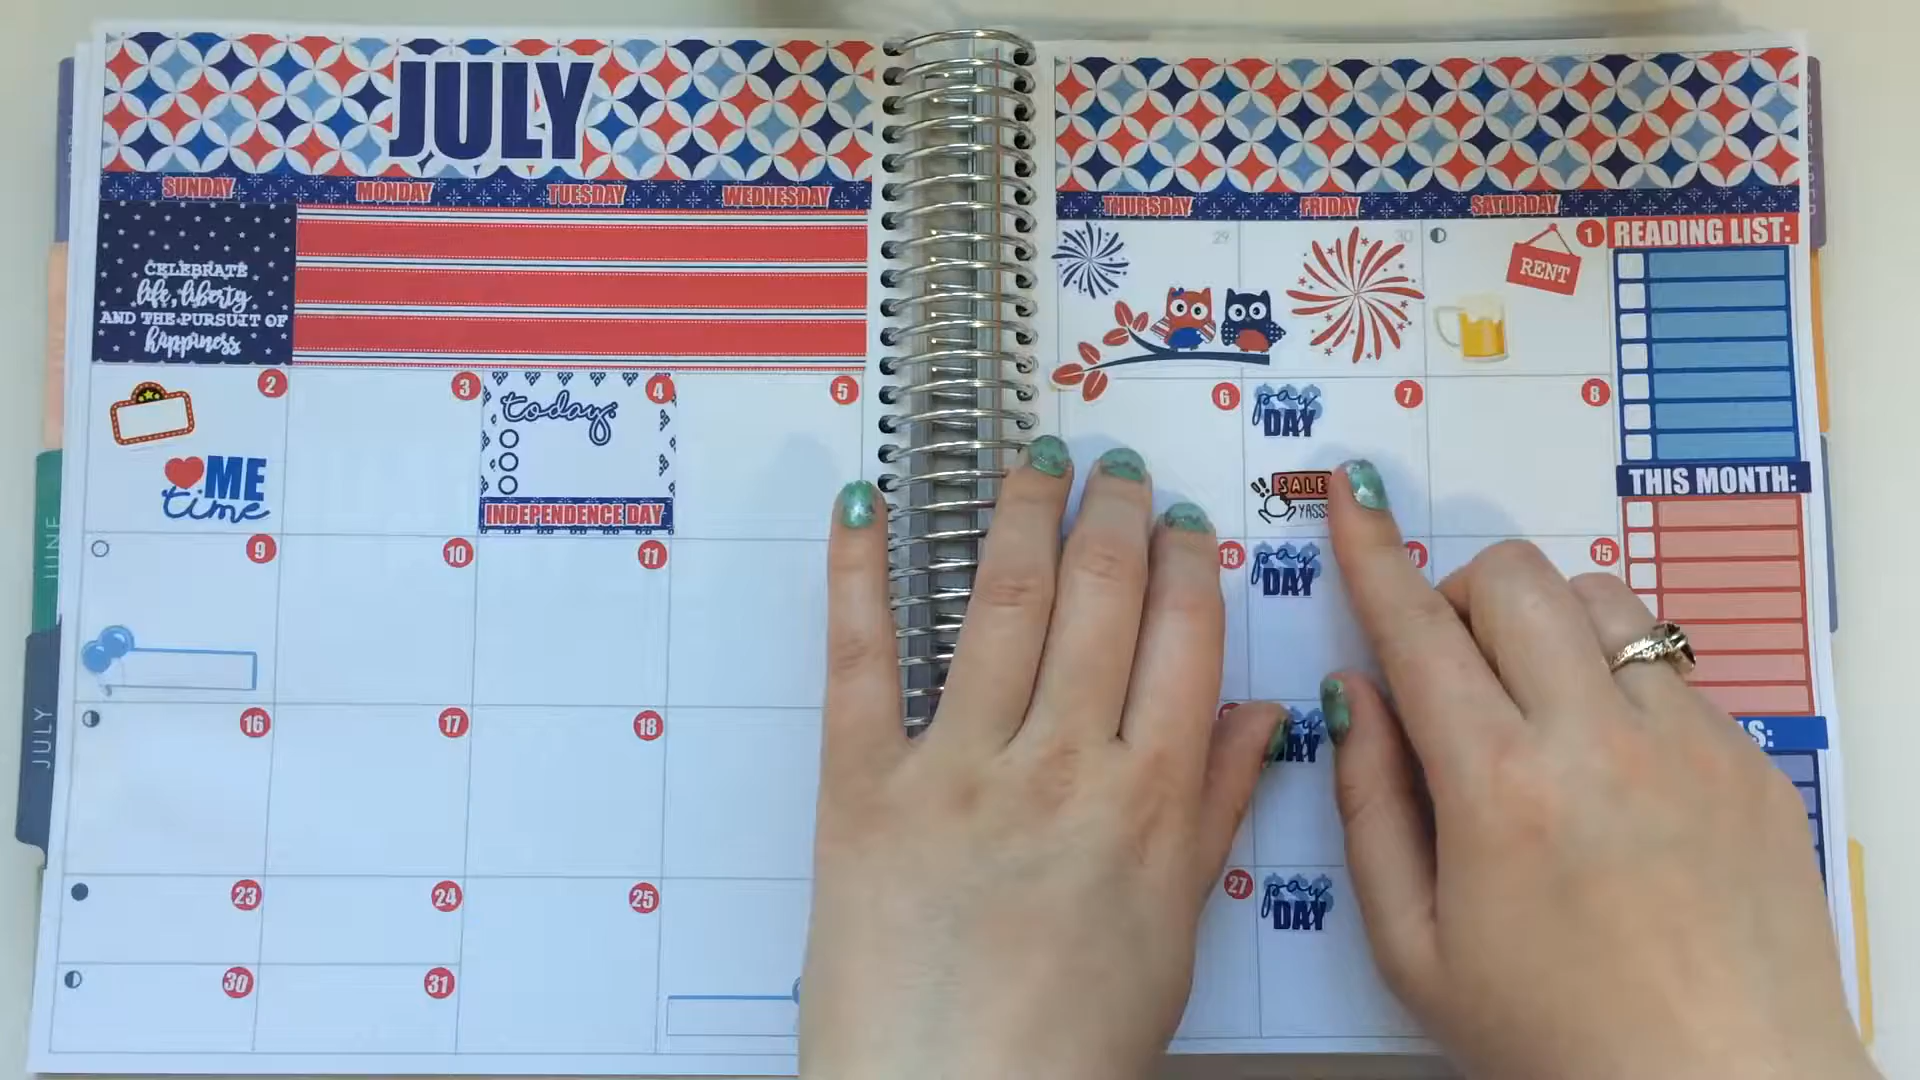 JULY
SUNDAY MONDAY TUESDAY WEDNESDAY
THURSDAY FRIDAY SATURDAY
CELEBRATE
life, liberty
AND THE PURSUIT OF
happiness
29 30 1
RENT
READING LIST:
2 3 4 5
today:
ME
time
INDEPENDENCE DAY
6 7 8
pay
DAY
SALE
YASSS
THIS MONTH:
9 10 11
13 15
pay
DAY
16 17 18
23 24 25
27
pay
DAY
30 31
JUNE
JULY